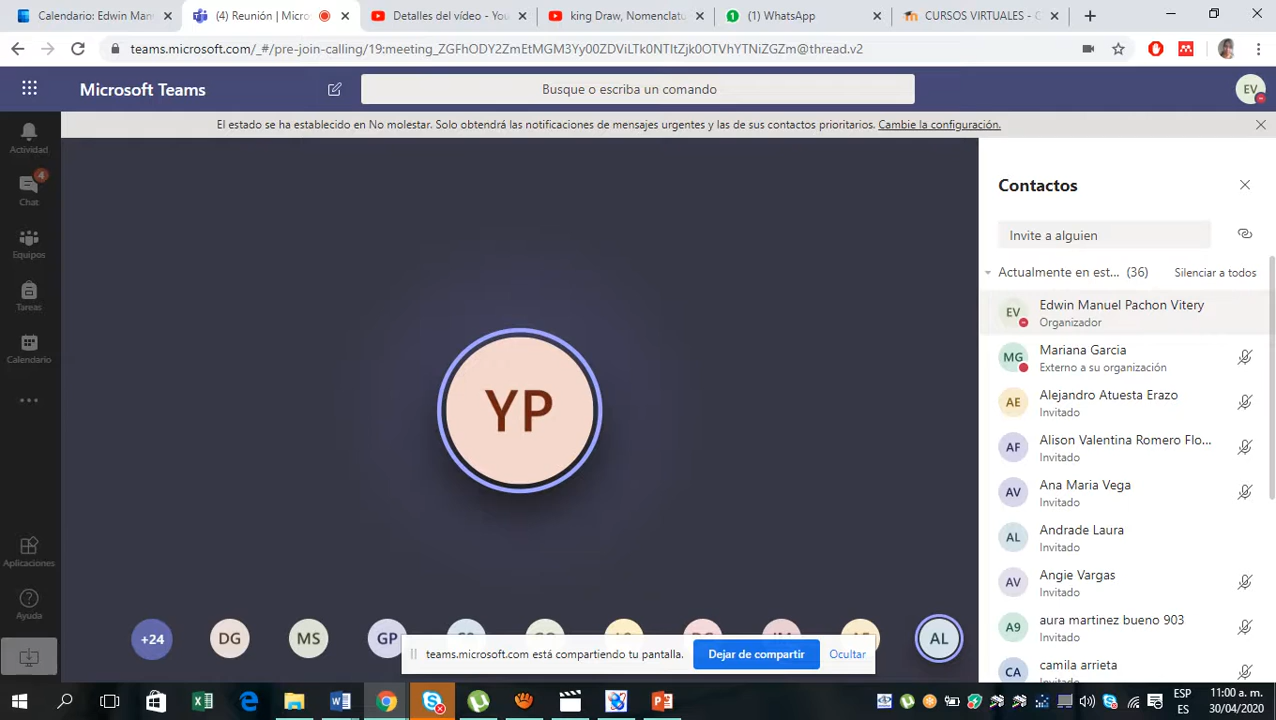 Calendario: Edwin Man
(4) Reunión | Micro
Detalles del vídeo - You
king Draw, Nomenclatu
(1) WhatsApp
CURSOS VIRTUALES - C
teams.microsoft.com/_#/pre-join-calling/19:meeting_ZGFhODY2ZmEtMGM3Yy00ZDViLTk0NTItZjk0OTVhYTNiZGZm@thread.v2
Microsoft Teams
Busque o escriba un comando
EV
El estado se ha establecido en No molestar. Solo obtendrá las notificaciones de mensajes urgentes y las de sus contactos prioritarios. Cambie la configuración.
Actividad
4
Chat
Equipos
Tareas
Calendario
Aplicaciones
Ayuda
YP
+24
DG
MS
GP
AL
teams.microsoft.com está compartiendo tu pantalla.
Dejar de compartir
Ocultar
Contactos
Invite a alguien
Actualmente en est... (36)
Silenciar a todos
EV
Edwin Manuel Pachon Vitery
Organizador
MG
Mariana Garcia
Externo a su organización
AE
Alejandro Atuesta Erazo
Invitado
AF
Alison Valentina Romero Flo...
Invitado
AV
Ana Maria Vega
Invitado
AL
Andrade Laura
Invitado
AV
Angie Vargas
Invitado
A9
aura martinez bueno 903
Invitado
CA
camila arrieta
Invitado
ESP
ES
11:00 a. m.
30/04/2020